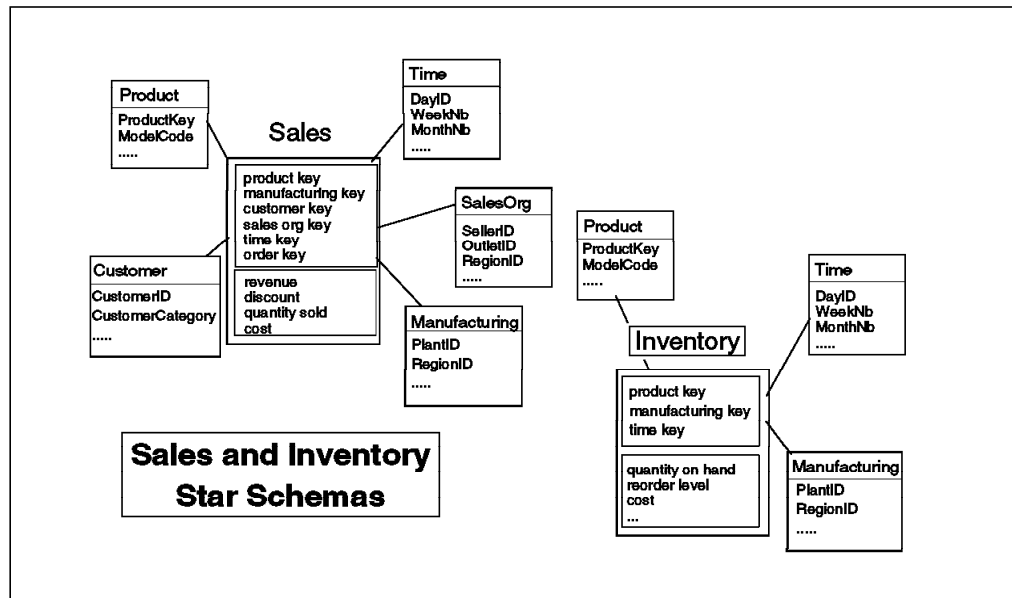 Product
ProductKey
ModelCode
.....
Time
DayID
WeekNb
MonthNb
.....
Sales
product key
manufacturing key
customer key
sales org key
time key
order key
revenue
discount
quantity sold
cost
SalesOrg
SellerID
OutletID
RegionID
.....
Customer
CustomerID
CustomerCategory
.....
Manufacturing
PlantID
RegionID
.....
Sales and Inventory
Star Schemas
Product
ProductKey
ModelCode
.....
Time
DayID
WeekNb
MonthNb
.....
Inventory
product key
manufacturing key
time key
quantity on hand
reorder level
cost
...
Manufacturing
PlantID
RegionID
.....